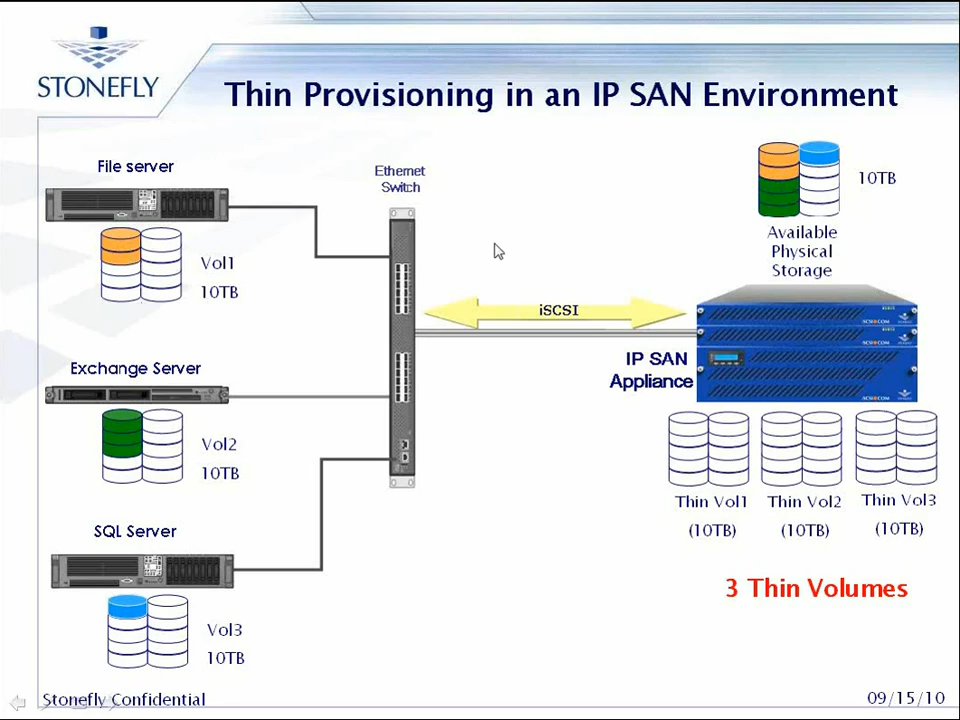 STONEFLY
Thin Provisioning in an IP SAN Environment
File server
Vol1
10TB
Exchange Server
Vol2
10TB
SQL Server
Vol3
10TB
Ethernet
Switch
iSCSI
10TB
Available
Physical
Storage
IP SAN
Appliance
Thin Vol1
(10TB)
Thin Vol2
(10TB)
Thin Vol3
(10TB)
3 Thin Volumes
Stonefly Confidential
09/15/10